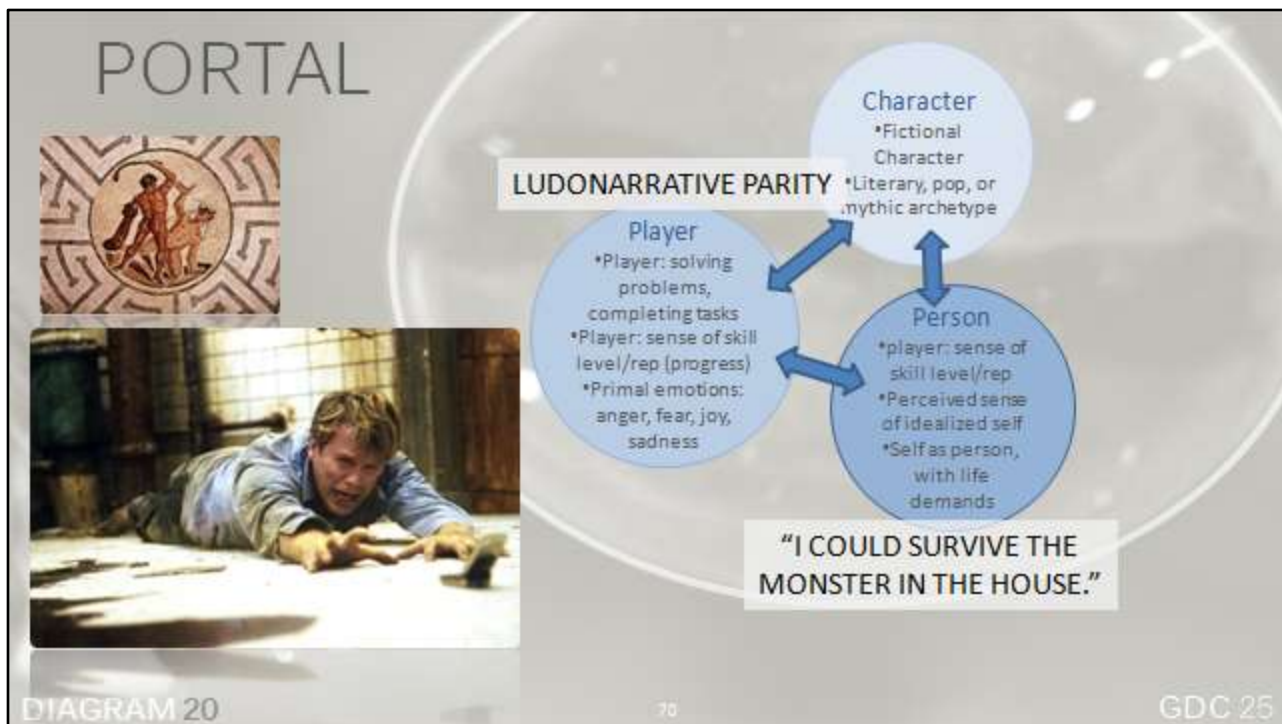 PORTAL
LUDONARRATIVE PARITY
Character
•Fictional
Character
•Literary, pop, or
mythic archetype
Player
•Player: solving
problems,
completing tasks
•Player: sense of skill
level/rep (progress)
•Primal emotions:
anger, fear, joy,
sadness
Person
•player: sense of
skill level/rep
•Perceived sense
of idealized self
•Self as person,
with life
demands
“I COULD SURVIVE THE
MONSTER IN THE HOUSE.”
DIAGRAM 20
70
GDC 25